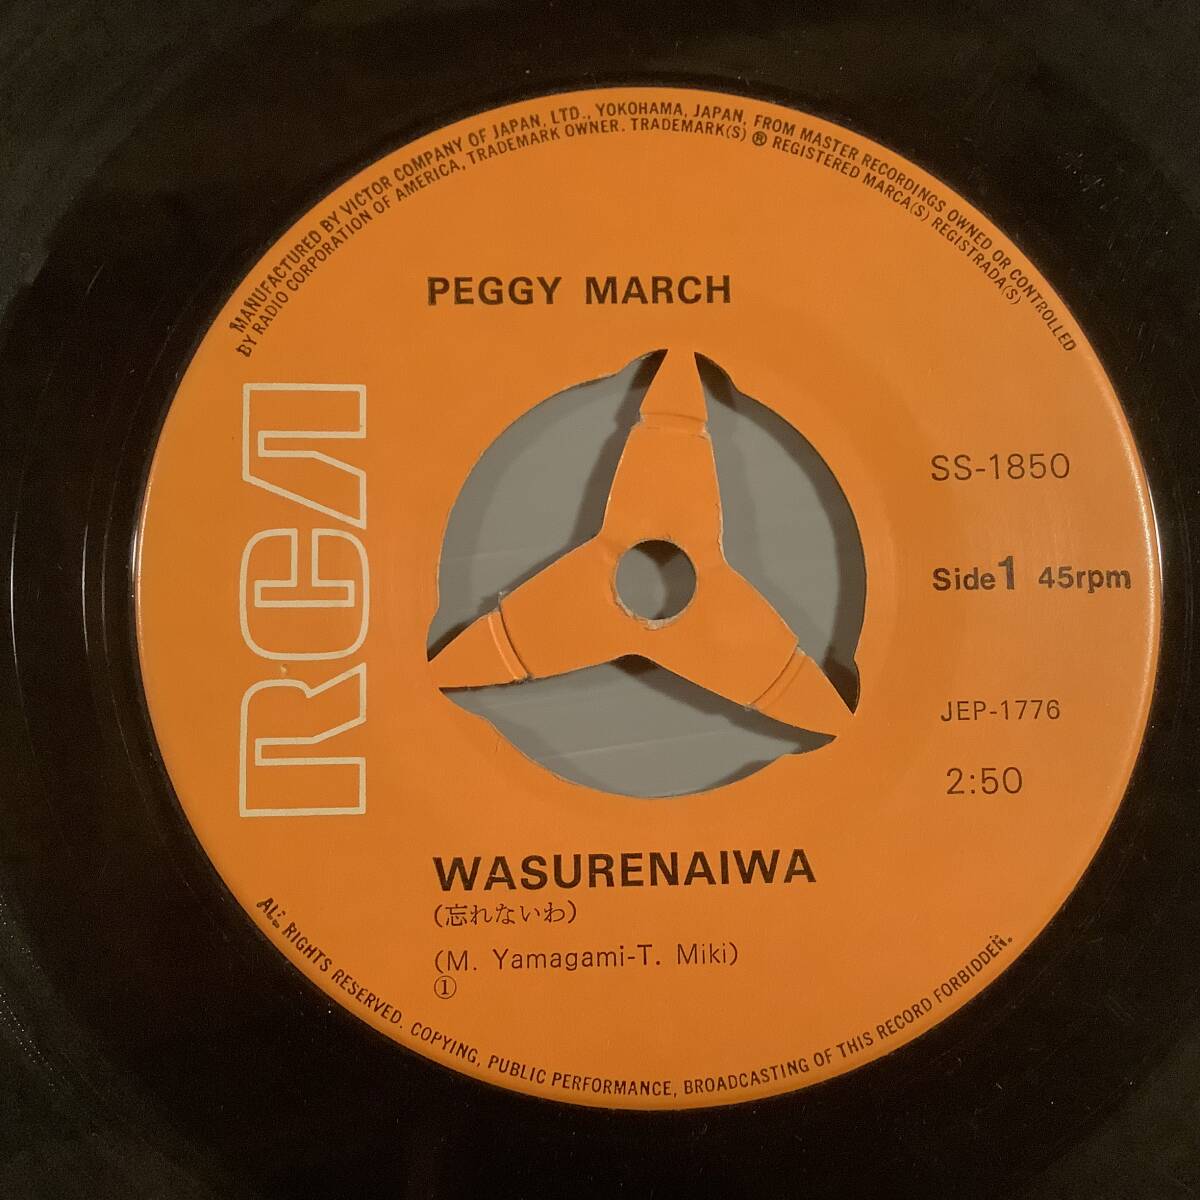 MANUFACTURED BY VICTOR COMPANY OF JAPAN, LTD., YOKOHAMA, JAPAN, FROM MASTER RECORDINGS OWNED OR CONTROLLED
BY RADIO CORPORATION OF AMERICA, TRADEMARK OWNER. TRADEMARK(S) ® REGISTERED MARCA(S) REGISTRADA(S)
PEGGY MARCH
RCA
SS-1850
Side 1 45rpm
JEP-1776
2:50
WASURENAIWA
(忘れないわ)
(M. Yamagami-T. Miki)
①
ALL RIGHTS RESERVED. COPYING, PUBLIC PERFORMANCE, BROADCASTING OF THIS RECORD FORBIDDEN.